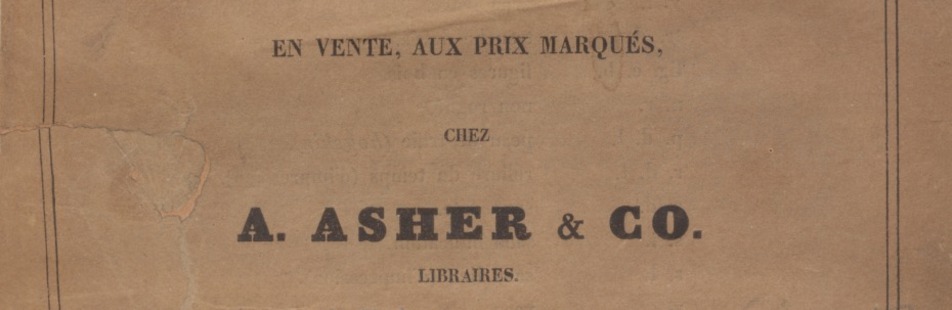 EN VENTE, AUX PRIX MARQUÉS,
CHEZ
A. ASHER & CO.
LIBRAIRES.